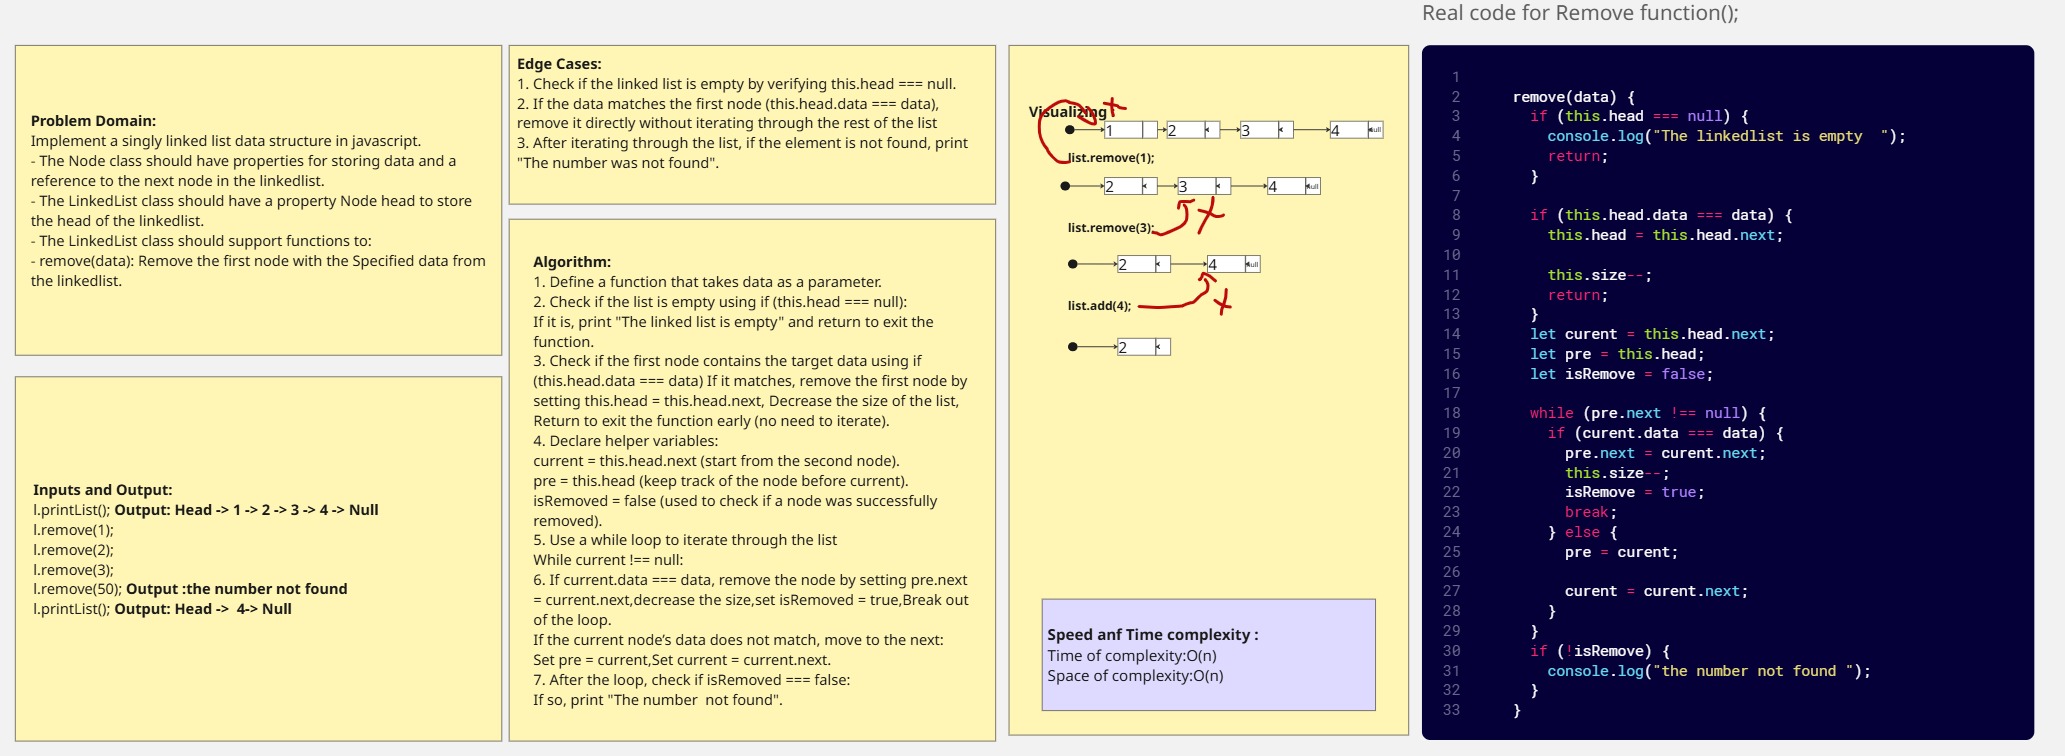 Real code for Remove function();
Problem Domain:
Implement a singly linked list data structure in javascript.
- The Node class should have properties for storing data and a
reference to the next node in the linkedlist.
- The LinkedList class should have a property Node head to store
the head of the linkedlist.
- The LinkedList class should support functions to:
- remove(data): Remove the first node with the Specified data from
the linkedlist.
Inputs and Output:
l.printList(); Output: Head -> 1 -> 2 -> 3 -> 4 -> Null
l.remove(1);
l.remove(2);
l.remove(3);
l.remove(50); Output :the number not found
l.printList(); Output: Head ->  4-> Null
Edge Cases:
1. Check if the linked list is empty by verifying this.head === null.
2. If the data matches the first node (this.head.data === data),
remove it directly without iterating through the rest of the list
3. After iterating through the list, if the element is not found, print
"The number was not found".
Algorithm:
1. Define a function that takes data as a parameter.
2. Check if the list is empty using if (this.head === null):
If it is, print "The linked list is empty" and return to exit the
function.
3. Check if the first node contains the target data using if
(this.head.data === data) If it matches, remove the first node by
setting this.head = this.head.next, Decrease the size of the list,
Return to exit the function early (no need to iterate).
4. Declare helper variables:
current = this.head.next (start from the second node).
pre = this.head (keep track of the node before current).
isRemoved = false (used to check if a node was successfully
removed).
5. Use a while loop to iterate through the list
While current !== null:
6. If current.data === data, remove the node by setting pre.next
= current.next,decrease the size,set isRemoved = true,Break out
of the loop.
If the current node's data does not match, move to the next:
Set pre = current,Set current = current.next.
7. After the loop, check if isRemoved === false:
If so, print "The number  not found".
Visualizing
1 2 3 4 null
list.remove(1);
2 3 4 null
list.remove(3);
2 4 null
list.add(4);
2
Speed anf Time complexity :
Time of complexity:O(n)
Space of complexity:O(n)
1
2 remove(data) {
3 if (this.head === null) {
4 console.log("The linkedlist is empty  ");
5 return;
6 }
7
8 if (this.head.data === data) {
9 this.head = this.head.next;
10
11 this.size--;
12 return;
13 }
14 let curent = this.head.next;
15 let pre = this.head;
16 let isRemove = false;
17
18 while (pre.next !== null) {
19 if (curent.data === data) {
20 pre.next = curent.next;
21 this.size--;
22 isRemove = true;
23 break;
24 } else {
25 pre = curent;
26
27 curent = curent.next;
28 }
29 }
30 if (!isRemove) {
31 console.log("the number not found ");
32 }
33 }